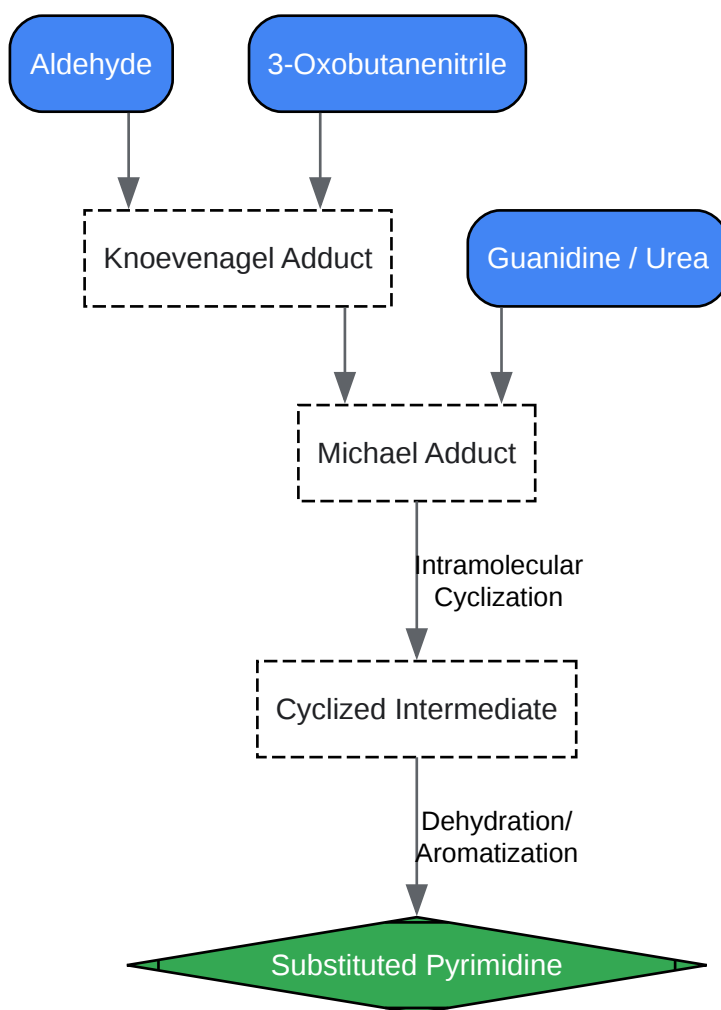 Aldehyde
3-Oxobutanenitrile
Knoevenagel Adduct
Guanidine / Urea
Michael Adduct
Intramolecular
Cyclization
Cyclized Intermediate
Dehydration/
Aromatization
Substituted Pyrimidine